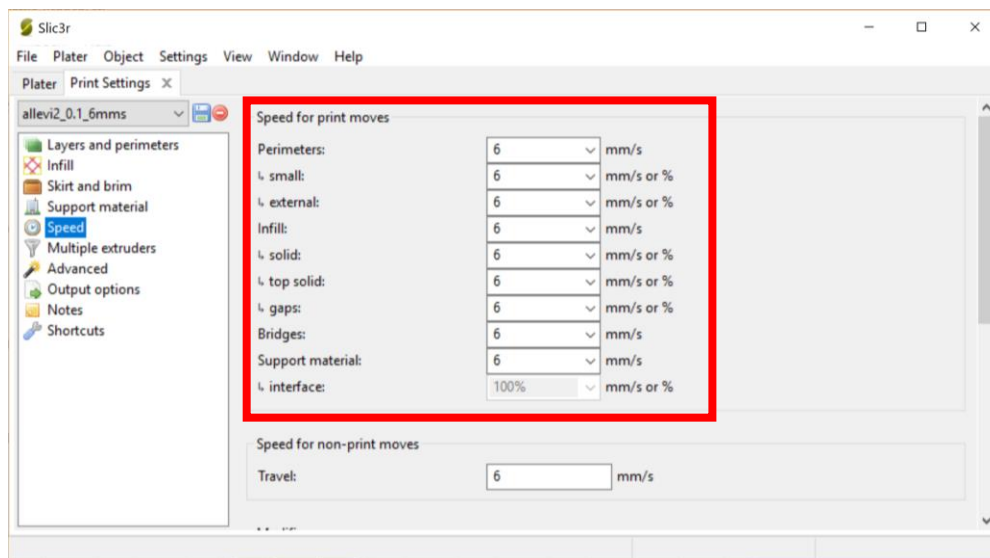 Slic3r
File Plater Object Settings View Window Help
Plater Print Settings
allevi2_0.1_6mms
Layers and perimeters
Infill
Skirt and brim
Support material
Speed
Multiple extruders
Advanced
Output options
Notes
Shortcuts
Speed for print moves
Perimeters: 6 mm/s
↳ small: 6 mm/s or %
↳ external: 6 mm/s or %
Infill: 6 mm/s
↳ solid: 6 mm/s or %
↳ top solid: 6 mm/s or %
↳ gaps: 6 mm/s or %
Bridges: 6 mm/s
Support material: 6 mm/s
↳ interface: 100% mm/s or %
Speed for non-print moves
Travel: 6 mm/s